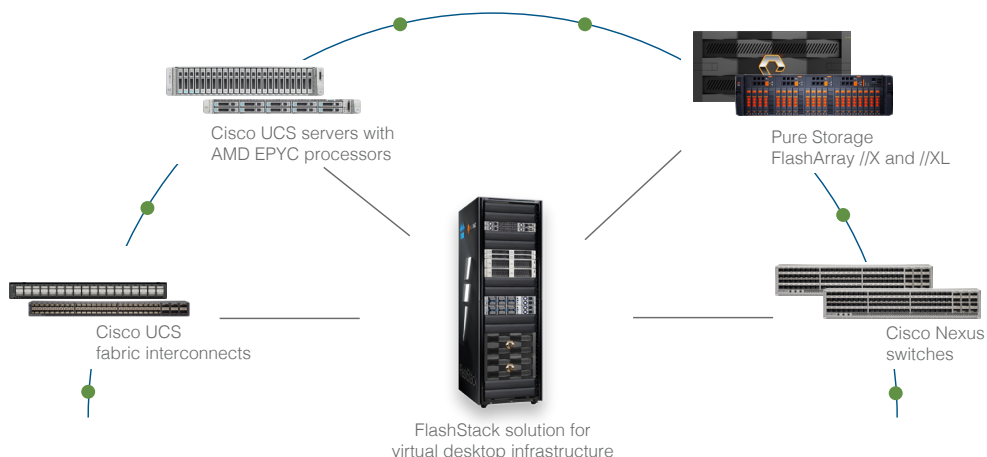 Cisco UCS servers with
AMD EPYC processors
Pure Storage
FlashArray //X and //XL
Cisco UCS
fabric interconnects
Cisco Nexus
switches
FlashStack solution for
virtual desktop infrastructure